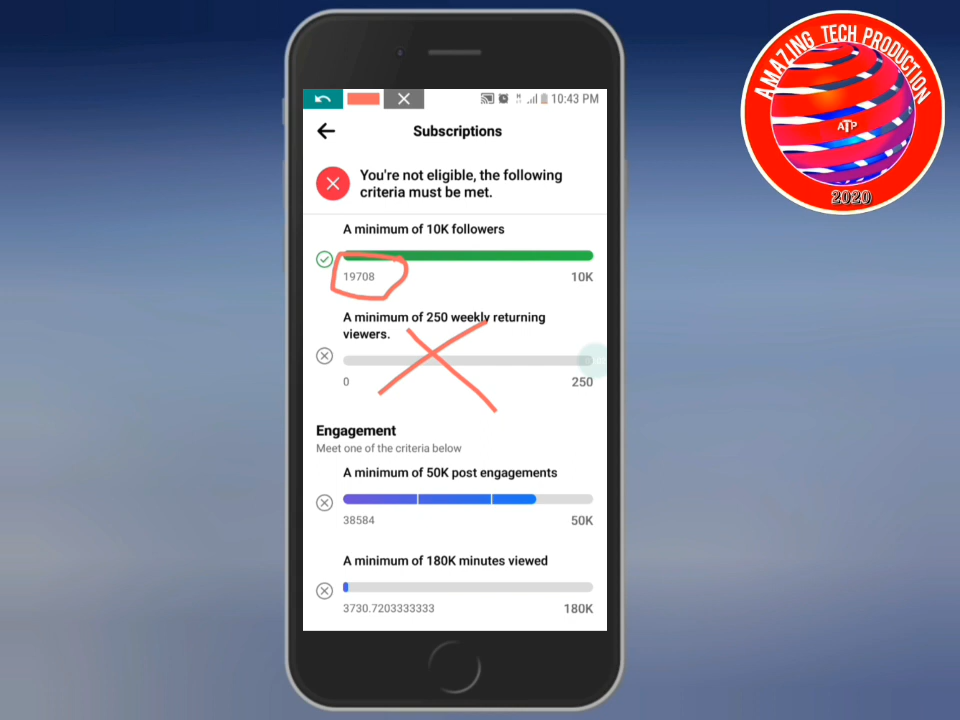 AMAZING TECH PRODUCTION
ATP
2020
10:43 PM
Subscriptions
You're not eligible, the following
criteria must be met.
A minimum of 10K followers
19708 10K
A minimum of 250 weekly returning
viewers.
0 250
Engagement
Meet one of the criteria below
A minimum of 50K post engagements
38584 50K
A minimum of 180K minutes viewed
3730.7203333333 180K